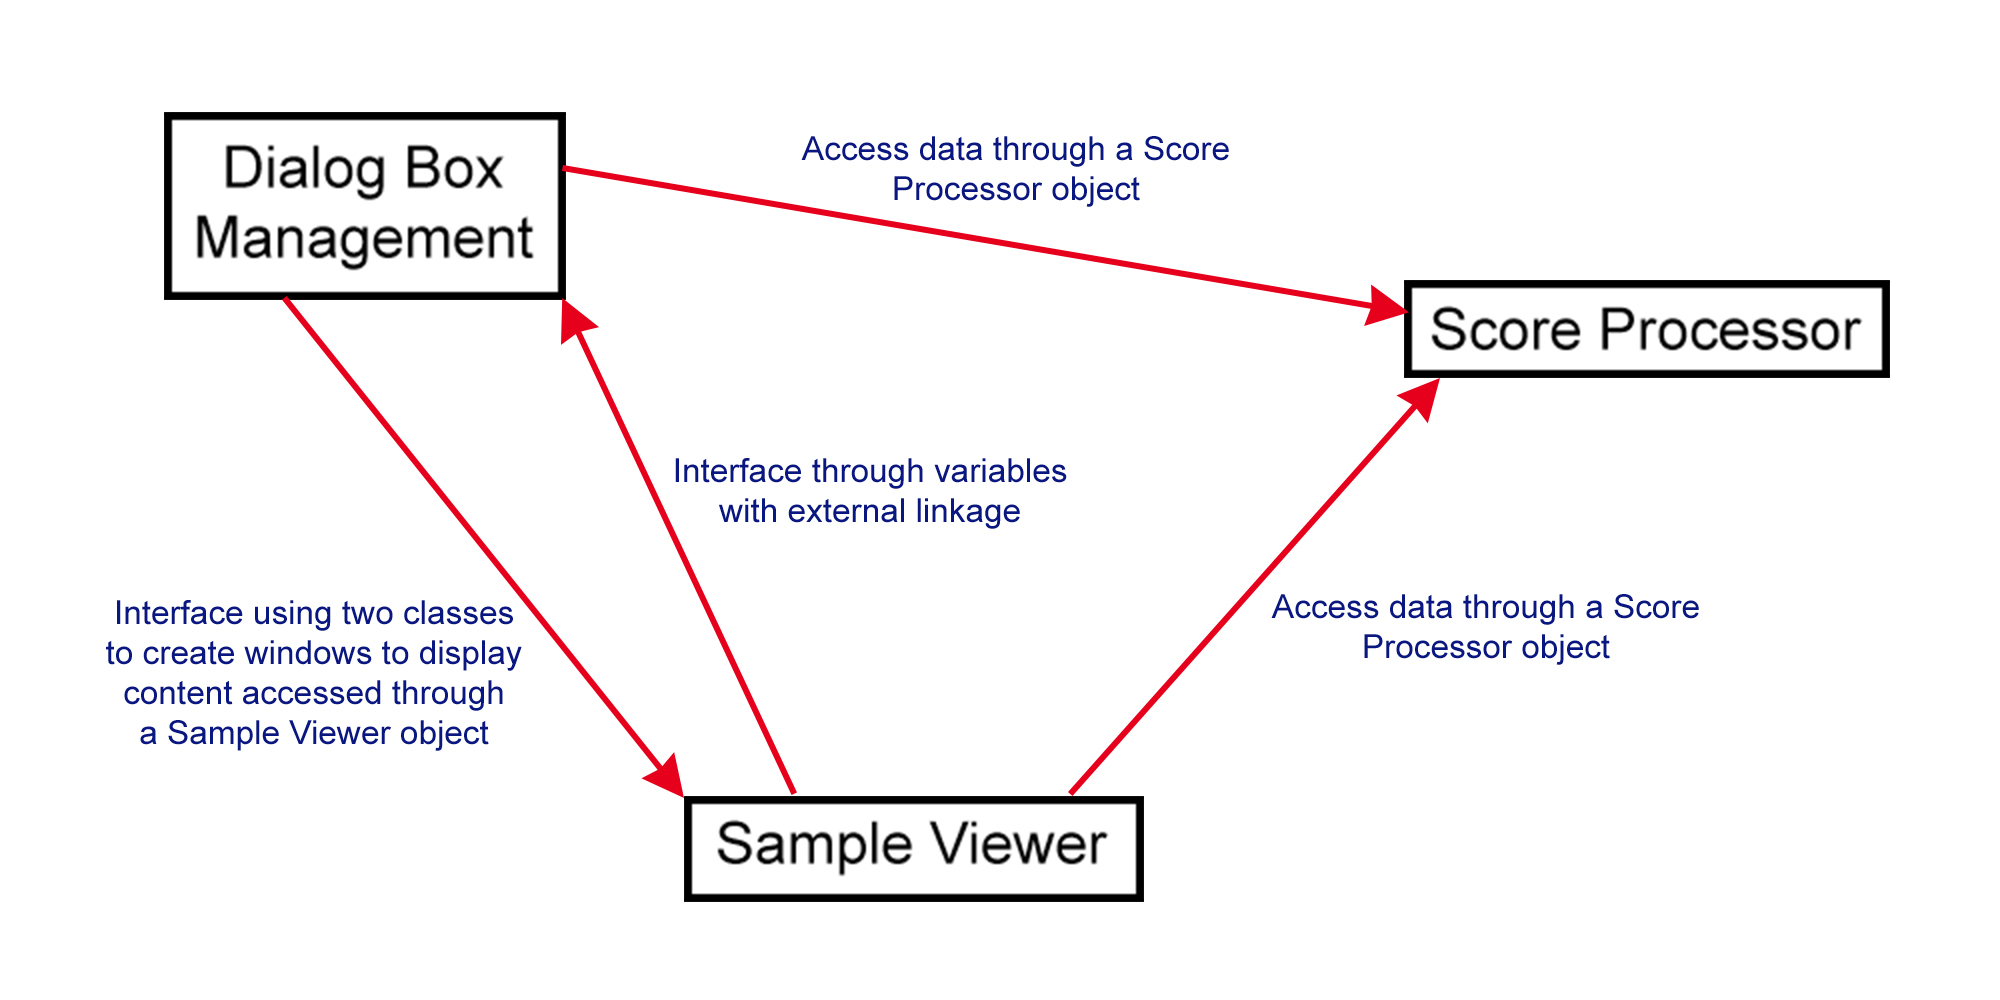 Dialog Box
Management
Access data through a Score
Processor object
Score Processor
Interface through variables
with external linkage
Interface using two classes
to create windows to display
content accessed through
a Sample Viewer object
Access data through a Score
Processor object
Sample Viewer